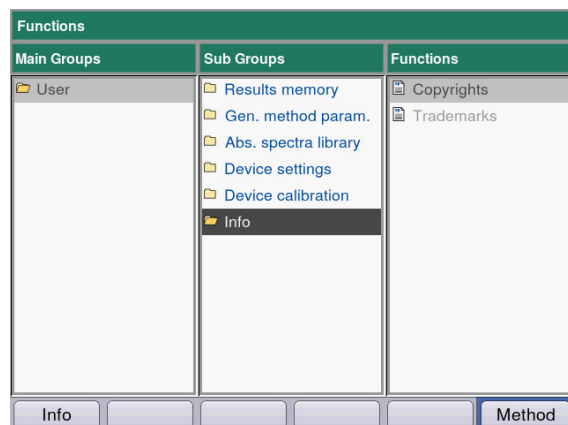 Functions
Main Groups
Sub Groups
Functions
User
Results memory
Gen. method param.
Abs. spectra library
Device settings
Device calibration
Info
Copyrights
Trademarks
Info
Method